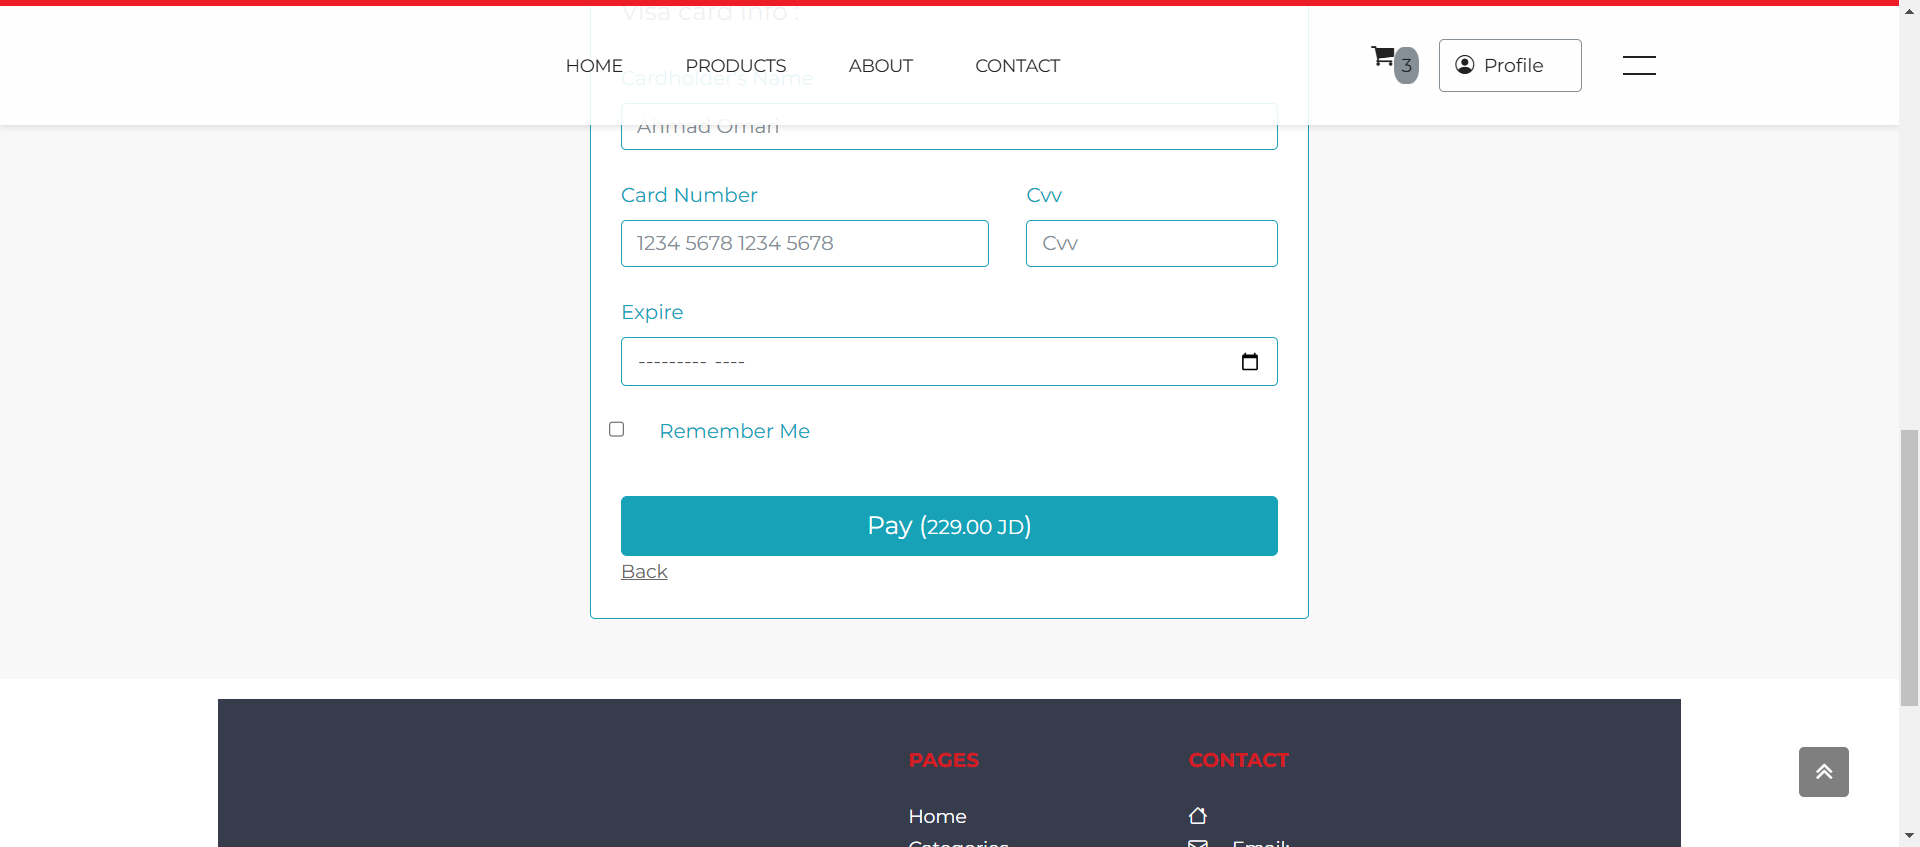 Visa card info :
HOME PRODUCTS ABOUT CONTACT 3 Profile
Cardholder's Name
Ahmad Omari
Card Number Cvv
1234 5678 1234 5678 Cvv
Expire
--------- ----
Remember Me
Pay (229.00 JD)
Back
PAGES CONTACT
Home
Categories Email: